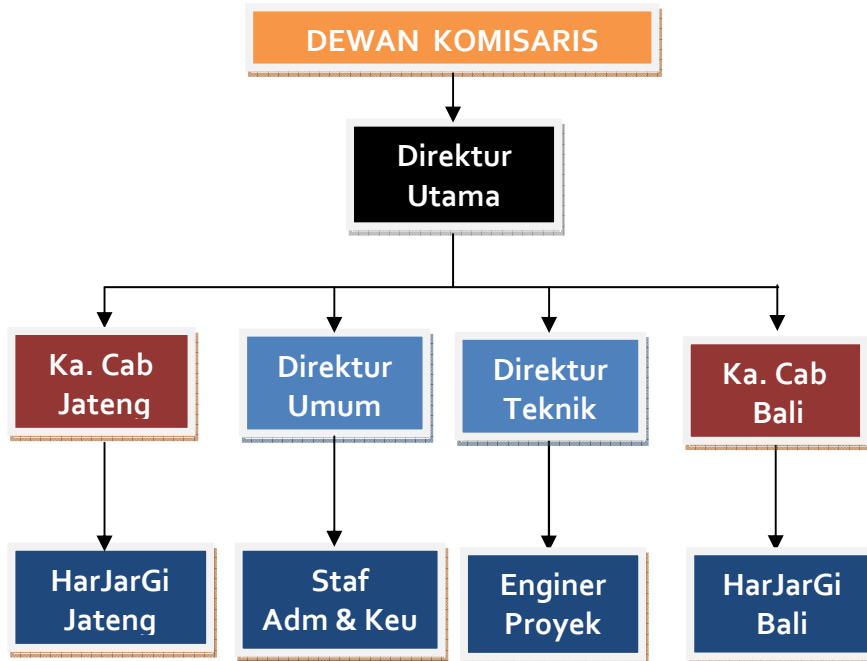 DEWAN KOMISARIS
Direktur
Utama
Ka. Cab
Jateng
Direktur
Umum
Direktur
Teknik
Ka. Cab
Bali
HarJarGi
Jateng
Staf
Adm & Keu
Enginer
Proyek
HarJarGi
Bali